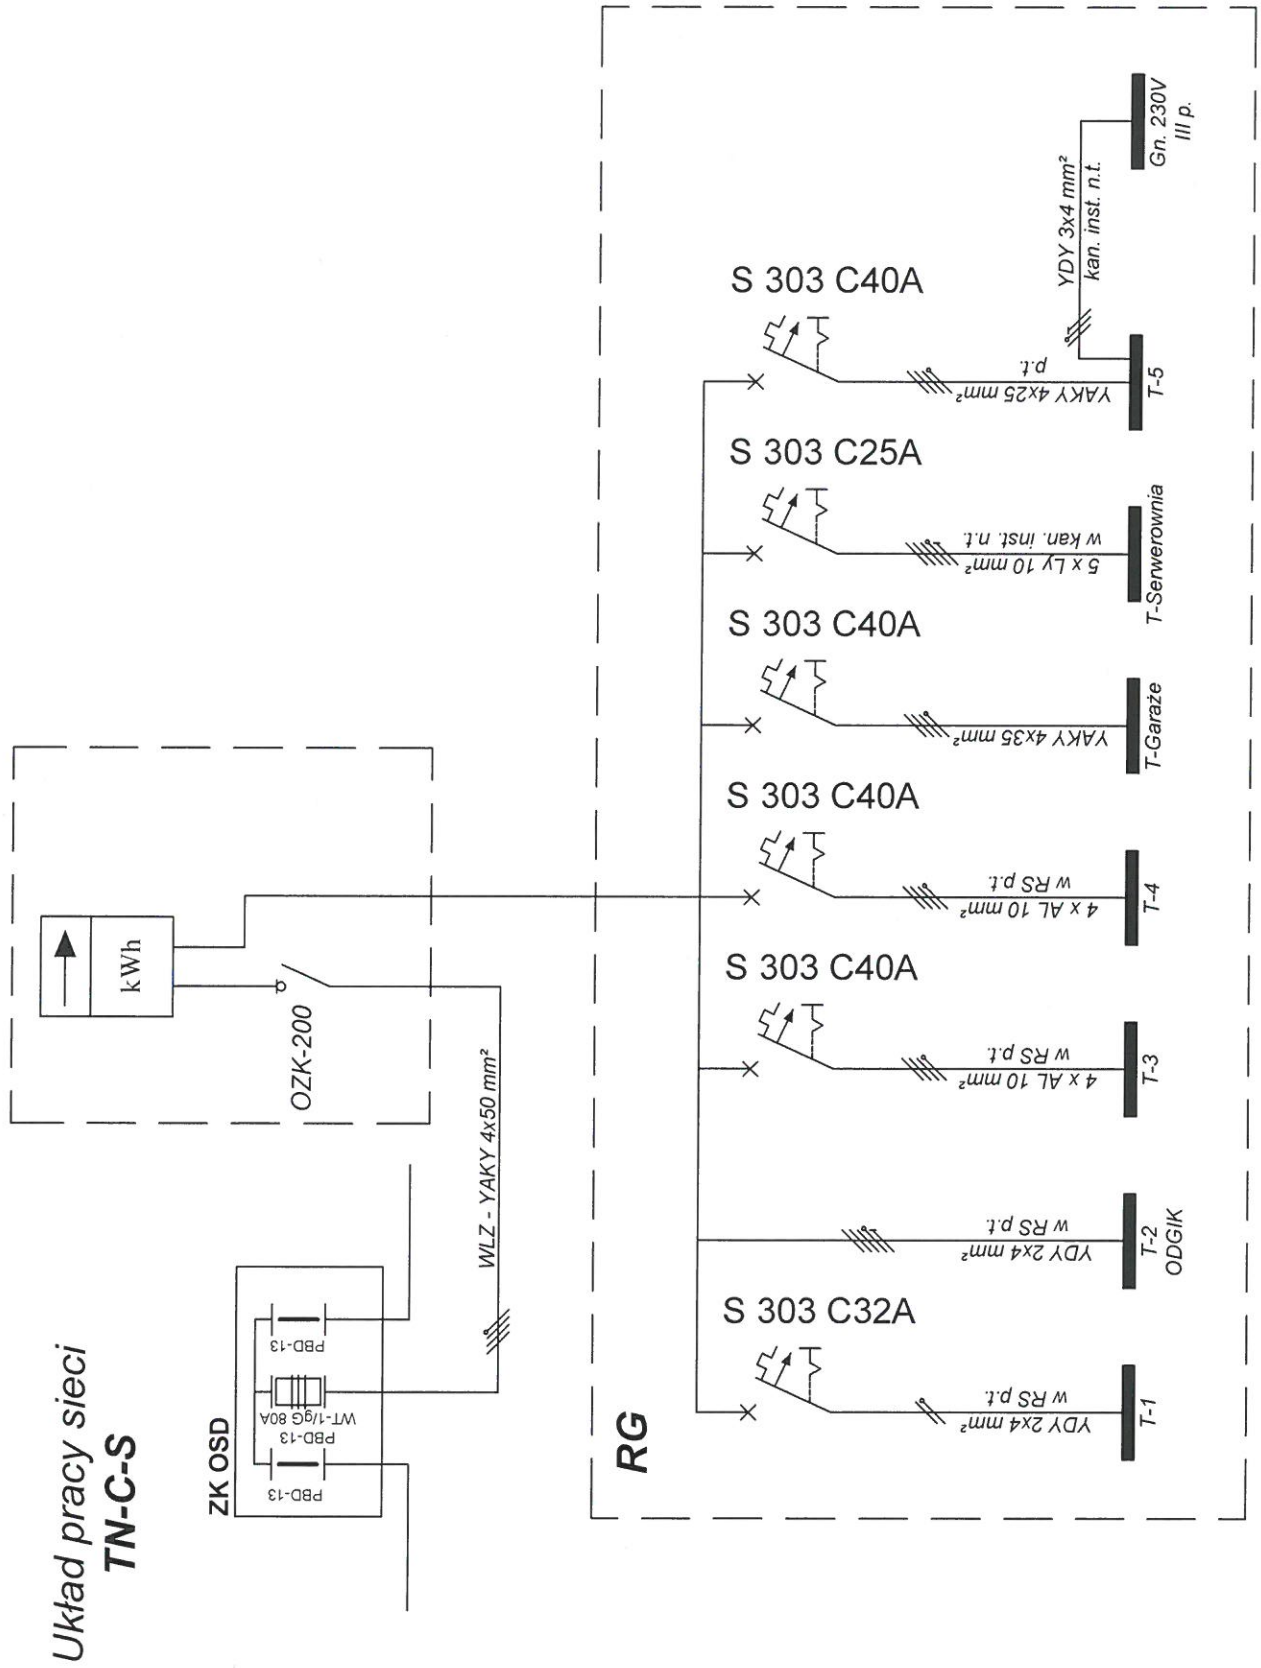 Układ pracy sieci
TN-C-S
ZK OSD
PBD-13
WT-1/gG 80A
PBD-13
PBD-13
WLZ - YAKY 4x50 mm²
kWh
OZK-200
RG
S 303 C32A
YDY 2x4 mm²
w RS p.t.
T-1
YDY 2x4 mm²
w RS p.t.
T-2
ODGIK
S 303 C40A
4 x AL 10 mm²
w RS p.t.
T-3
S 303 C40A
4 x AL 10 mm²
w RS p.t.
T-4
S 303 C40A
YAKY 4x35 mm²
T-Garaże
S 303 C25A
5 x Ly 10 mm²
w kan. inst. n.t.
T-Serwerownia
S 303 C40A
YAKY 4x25 mm²
p.t.
T-5
YDY 3x4 mm²
kan. inst. n.t.
Gn. 230V
III p.